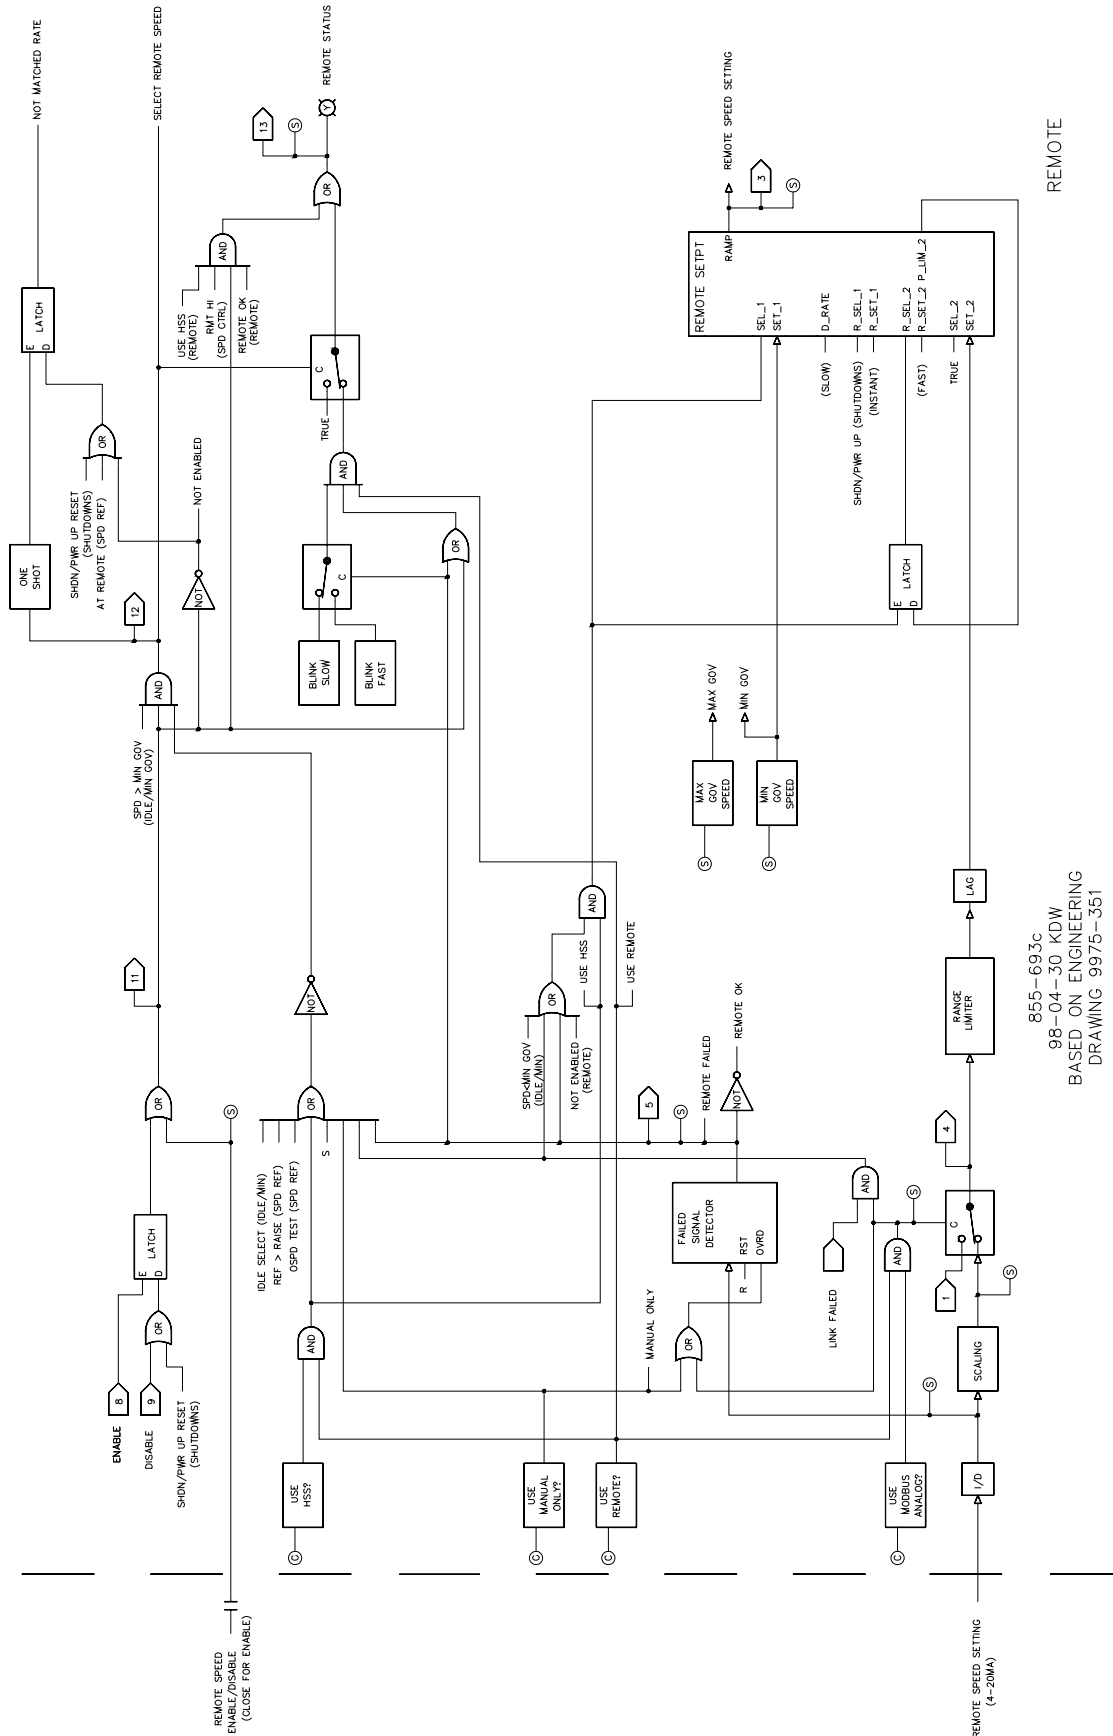 REMOTE SPEED
ENABLE/DISABLE
(CLOSE FOR ENABLE)
REMOTE SPEED SETTING
(4-20MA)
ENABLE
8
DISABLE
9
SHDN/PWR UP RESET
(SHUTDOWNS)
OR
E
LATCH
D
OR
S
11
SPD > MIN GOV
(IDLE/MIN GOV)
AND
12
ONE
SHOT
SHDN/PWR UP RESET
(SHUTDOWNS)
AT REMOTE (SPD REF)
OR
NOT
NOT ENABLED
E
LATCH
D
NOT MATCHED RATE
SELECT REMOTE SPEED
C
USE
HSS?
AND
IDLE SELECT (IDLE/MIN)
REF > RAISE (SPD REF)
OSPD TEST (SPD REF)
S
OR
NOT
BLINK
SLOW
BLINK
FAST
C
OR
AND
TRUE
C
USE HSS
(REMOTE)
RMT HI
(SPD CTRL)
REMOTE OK
(REMOTE)
AND
OR
13
S
Y
REMOTE STATUS
C
USE
MANUAL
ONLY?
C
USE
REMOTE?
MANUAL ONLY
OR
SPD<MIN GOV
(IDLE/MIN)
NOT ENABLED
(REMOTE)
OR
AND
USE HSS
USE REMOTE
FAILED
SIGNAL
DETECTOR
RST
OVRD
R
5
S
REMOTE FAILED
NOT
REMOTE OK
S
MAX
GOV
SPEED
MAX GOV
S
MIN
GOV
SPEED
MIN GOV
LINK FAILED
AND
C
USE
MODBUS
ANALOG?
AND
S
I/D
S
SCALING
S
1
C
4
RANGE
LIMITER
LAG
E
LATCH
D
REMOTE SETPT
RAMP
SEL_1
SET_1
(SLOW)
D_RATE
SHDN/PWR UP (SHUTDOWNS)
R_SEL_1
(INSTANT)
R_SET_1
R_SEL_2
(FAST)
R_SET_2
P_LIM_2
TRUE
SEL_2
SET_2
REMOTE SPEED SETTING
3
S
REMOTE
855-693c
98-04-30 KDW
BASED ON ENGINEERING
DRAWING 9975-351